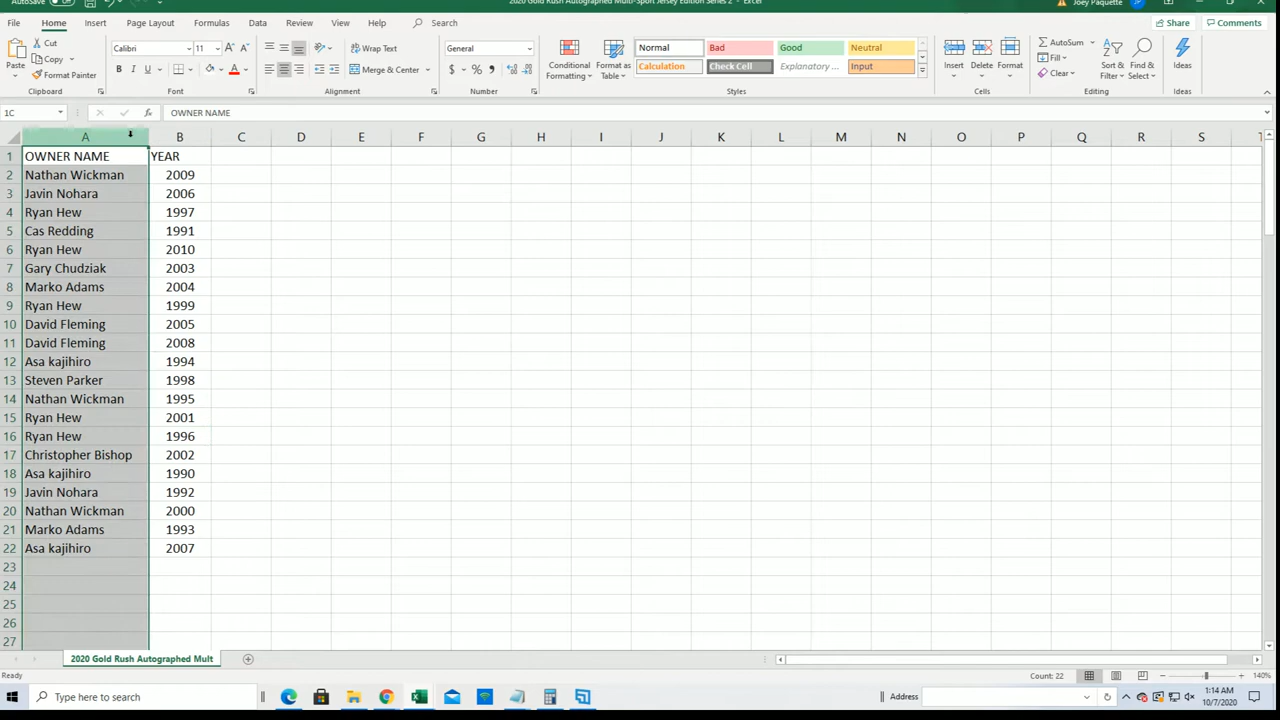 AutoSave Off 2020 Gold Rush Autographed Multi-Sport Jersey Edition Series 2 - Excel Joey Paquette JP
File Home Insert Page Layout Formulas Data Review View Help Search Share Comments
Paste Cut Copy Format Painter Clipboard
Calibri 11 A A B I U A Font
Wrap Text Merge & Center Alignment
General $ % , Number
Conditional Formatting Format as Table
Normal Bad Good Neutral
Calculation Check Cell Explanatory ... Input
Styles
Insert Delete Format Cells
AutoSum Fill Clear Sort & Filter Find & Select Editing
Ideas Ideas
1C fx OWNER NAME
A B C D E F G H I J K L M N O P Q R S T
1 OWNER NAME YEAR
2 Nathan Wickman 2009
3 Javin Nohara 2006
4 Ryan Hew 1997
5 Cas Redding 1991
6 Ryan Hew 2010
7 Gary Chudziak 2003
8 Marko Adams 2004
9 Ryan Hew 1999
10 David Fleming 2005
11 David Fleming 2008
12 Asa kajihiro 1994
13 Steven Parker 1998
14 Nathan Wickman 1995
15 Ryan Hew 2001
16 Ryan Hew 1996
17 Christopher Bishop 2002
18 Asa kajihiro 1990
19 Javin Nohara 1992
20 Nathan Wickman 2000
21 Marko Adams 1993
22 Asa kajihiro 2007
23
24
25
26
27
2020 Gold Rush Autographed Mult
Ready Count: 22 140%
Type here to search Address 1:14 AM
10/7/2020